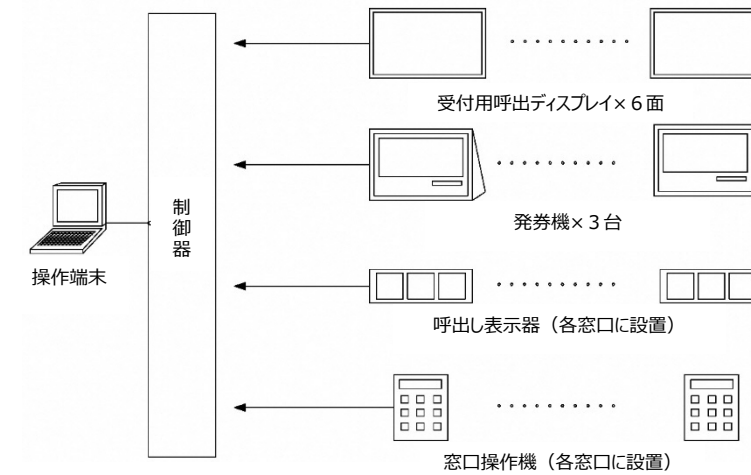 受付用呼出ディスプレイ×６面
発券機×３台
制御器
操作端末
呼出し表示器（各窓口に設置）
窓口操作機（各窓口に設置）